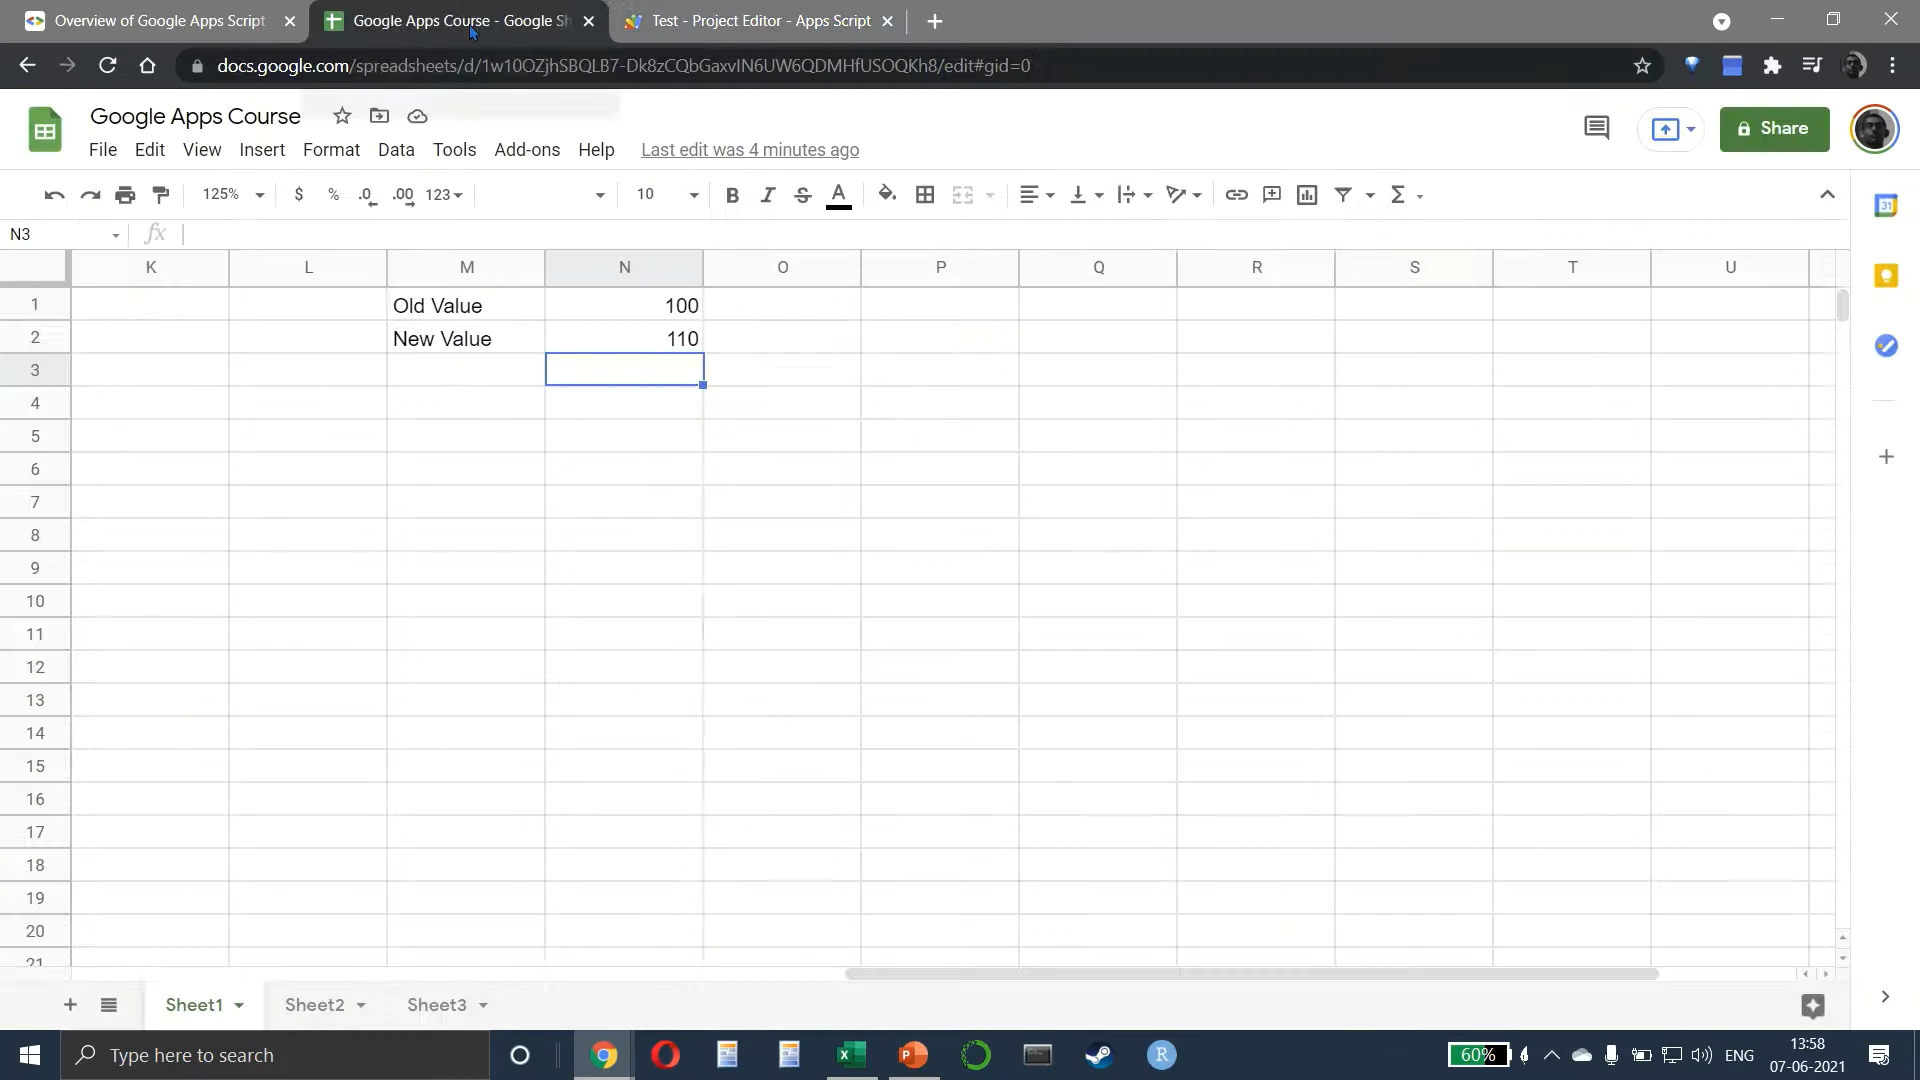 Overview of Google Apps Script
Google Apps Course - Google Sh
Test - Project Editor - Apps Script
docs.google.com/spreadsheets/d/1w10OZjhSBQLB7-Dk8zCQbGaxvIN6UW6QDMHfUSOQKh8/edit#gid=0
Google Apps Course
Share
File Edit View Insert Format Data Tools Add-ons Help Last edit was 4 minutes ago
125% $ % .0 .00 123 10 B I S A
N3 fx
K L M N O P Q R S T U
1 Old Value 100
2 New Value 110
3
4
5
6
7
8
9
10
11
12
13
14
15
16
17
18
19
20
21
Sheet1 Sheet2 Sheet3
Type here to search
60%
ENG
13:58
07-06-2021